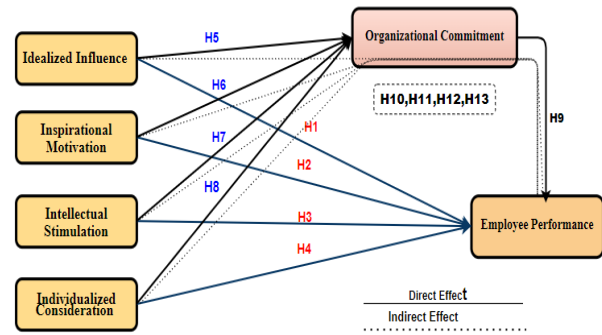 Idealized Influence
Inspirational
Motivation
Intellectual
Stimulation
Individualized
Consideration
H5
H6
H7
H8
H1
H2
H3
H4
Organizational Commitment
H10,H11,H12,H13
H9
Employee Performance
Direct Effect
Indirect Effect